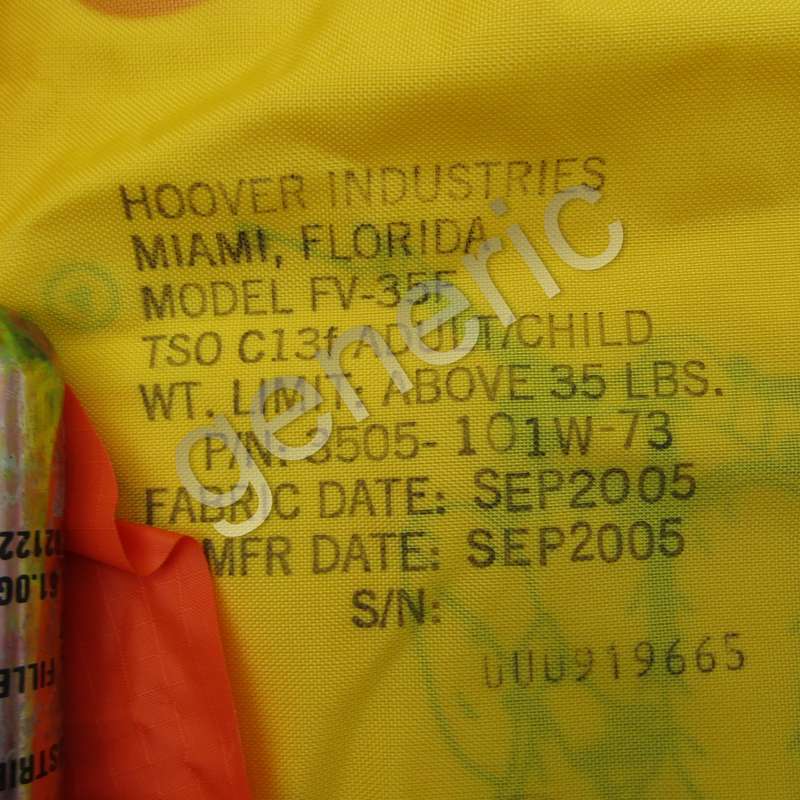 HOOVER INDUSTRIES
MIAMI, FLORIDA
MODEL FV-35F
TSO C13f ADULT/CHILD
WT. LIMIT: ABOVE 35 LBS.
P/N: 3505-101W-73
FABRIC DATE: SEP2005
MFR DATE: SEP2005
S/N:
000919665
generic